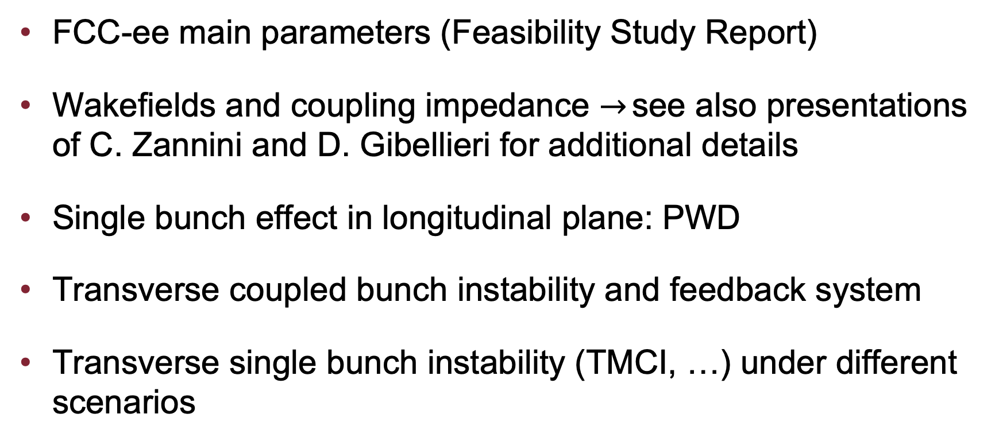 • FCC-ee main parameters (Feasibility Study Report)
• Wakefields and coupling impedance → see also presentations
of C. Zannini and D. Gibellieri for additional details
• Single bunch effect in longitudinal plane: PWD
• Transverse coupled bunch instability and feedback system
• Transverse single bunch instability (TMCI, …) under different
scenarios